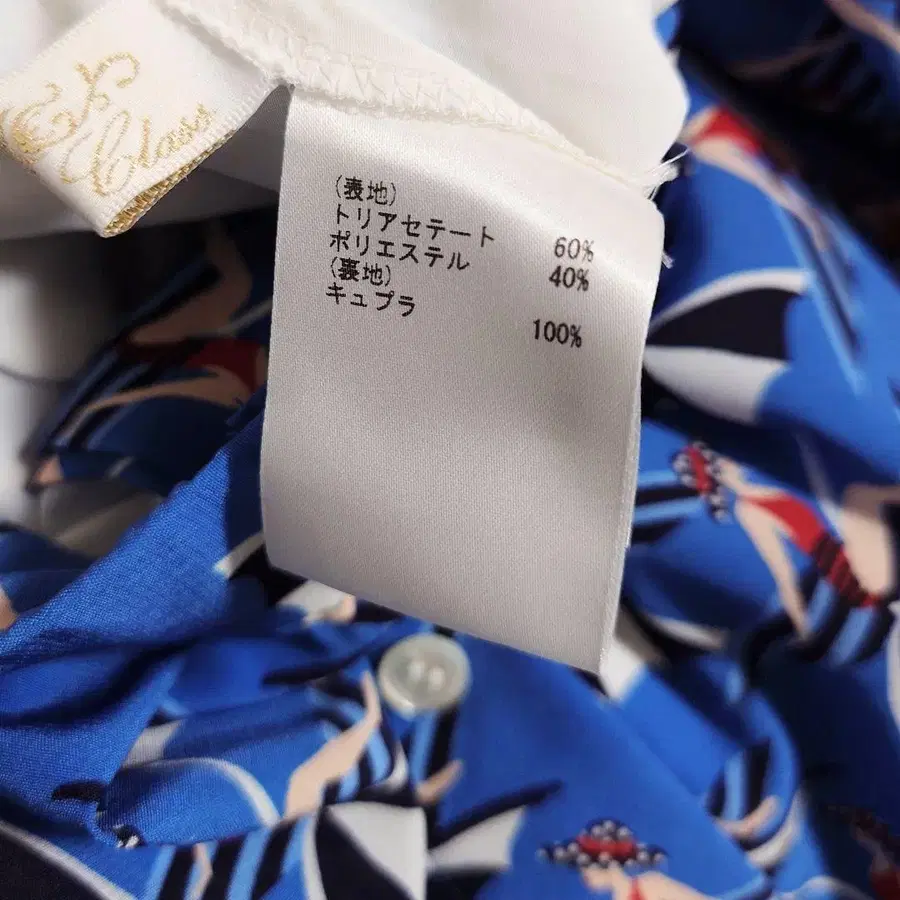 Class
(表地)
トリアセテート 60%
ポリエステル 40%
(裏地)
キュプラ 100%